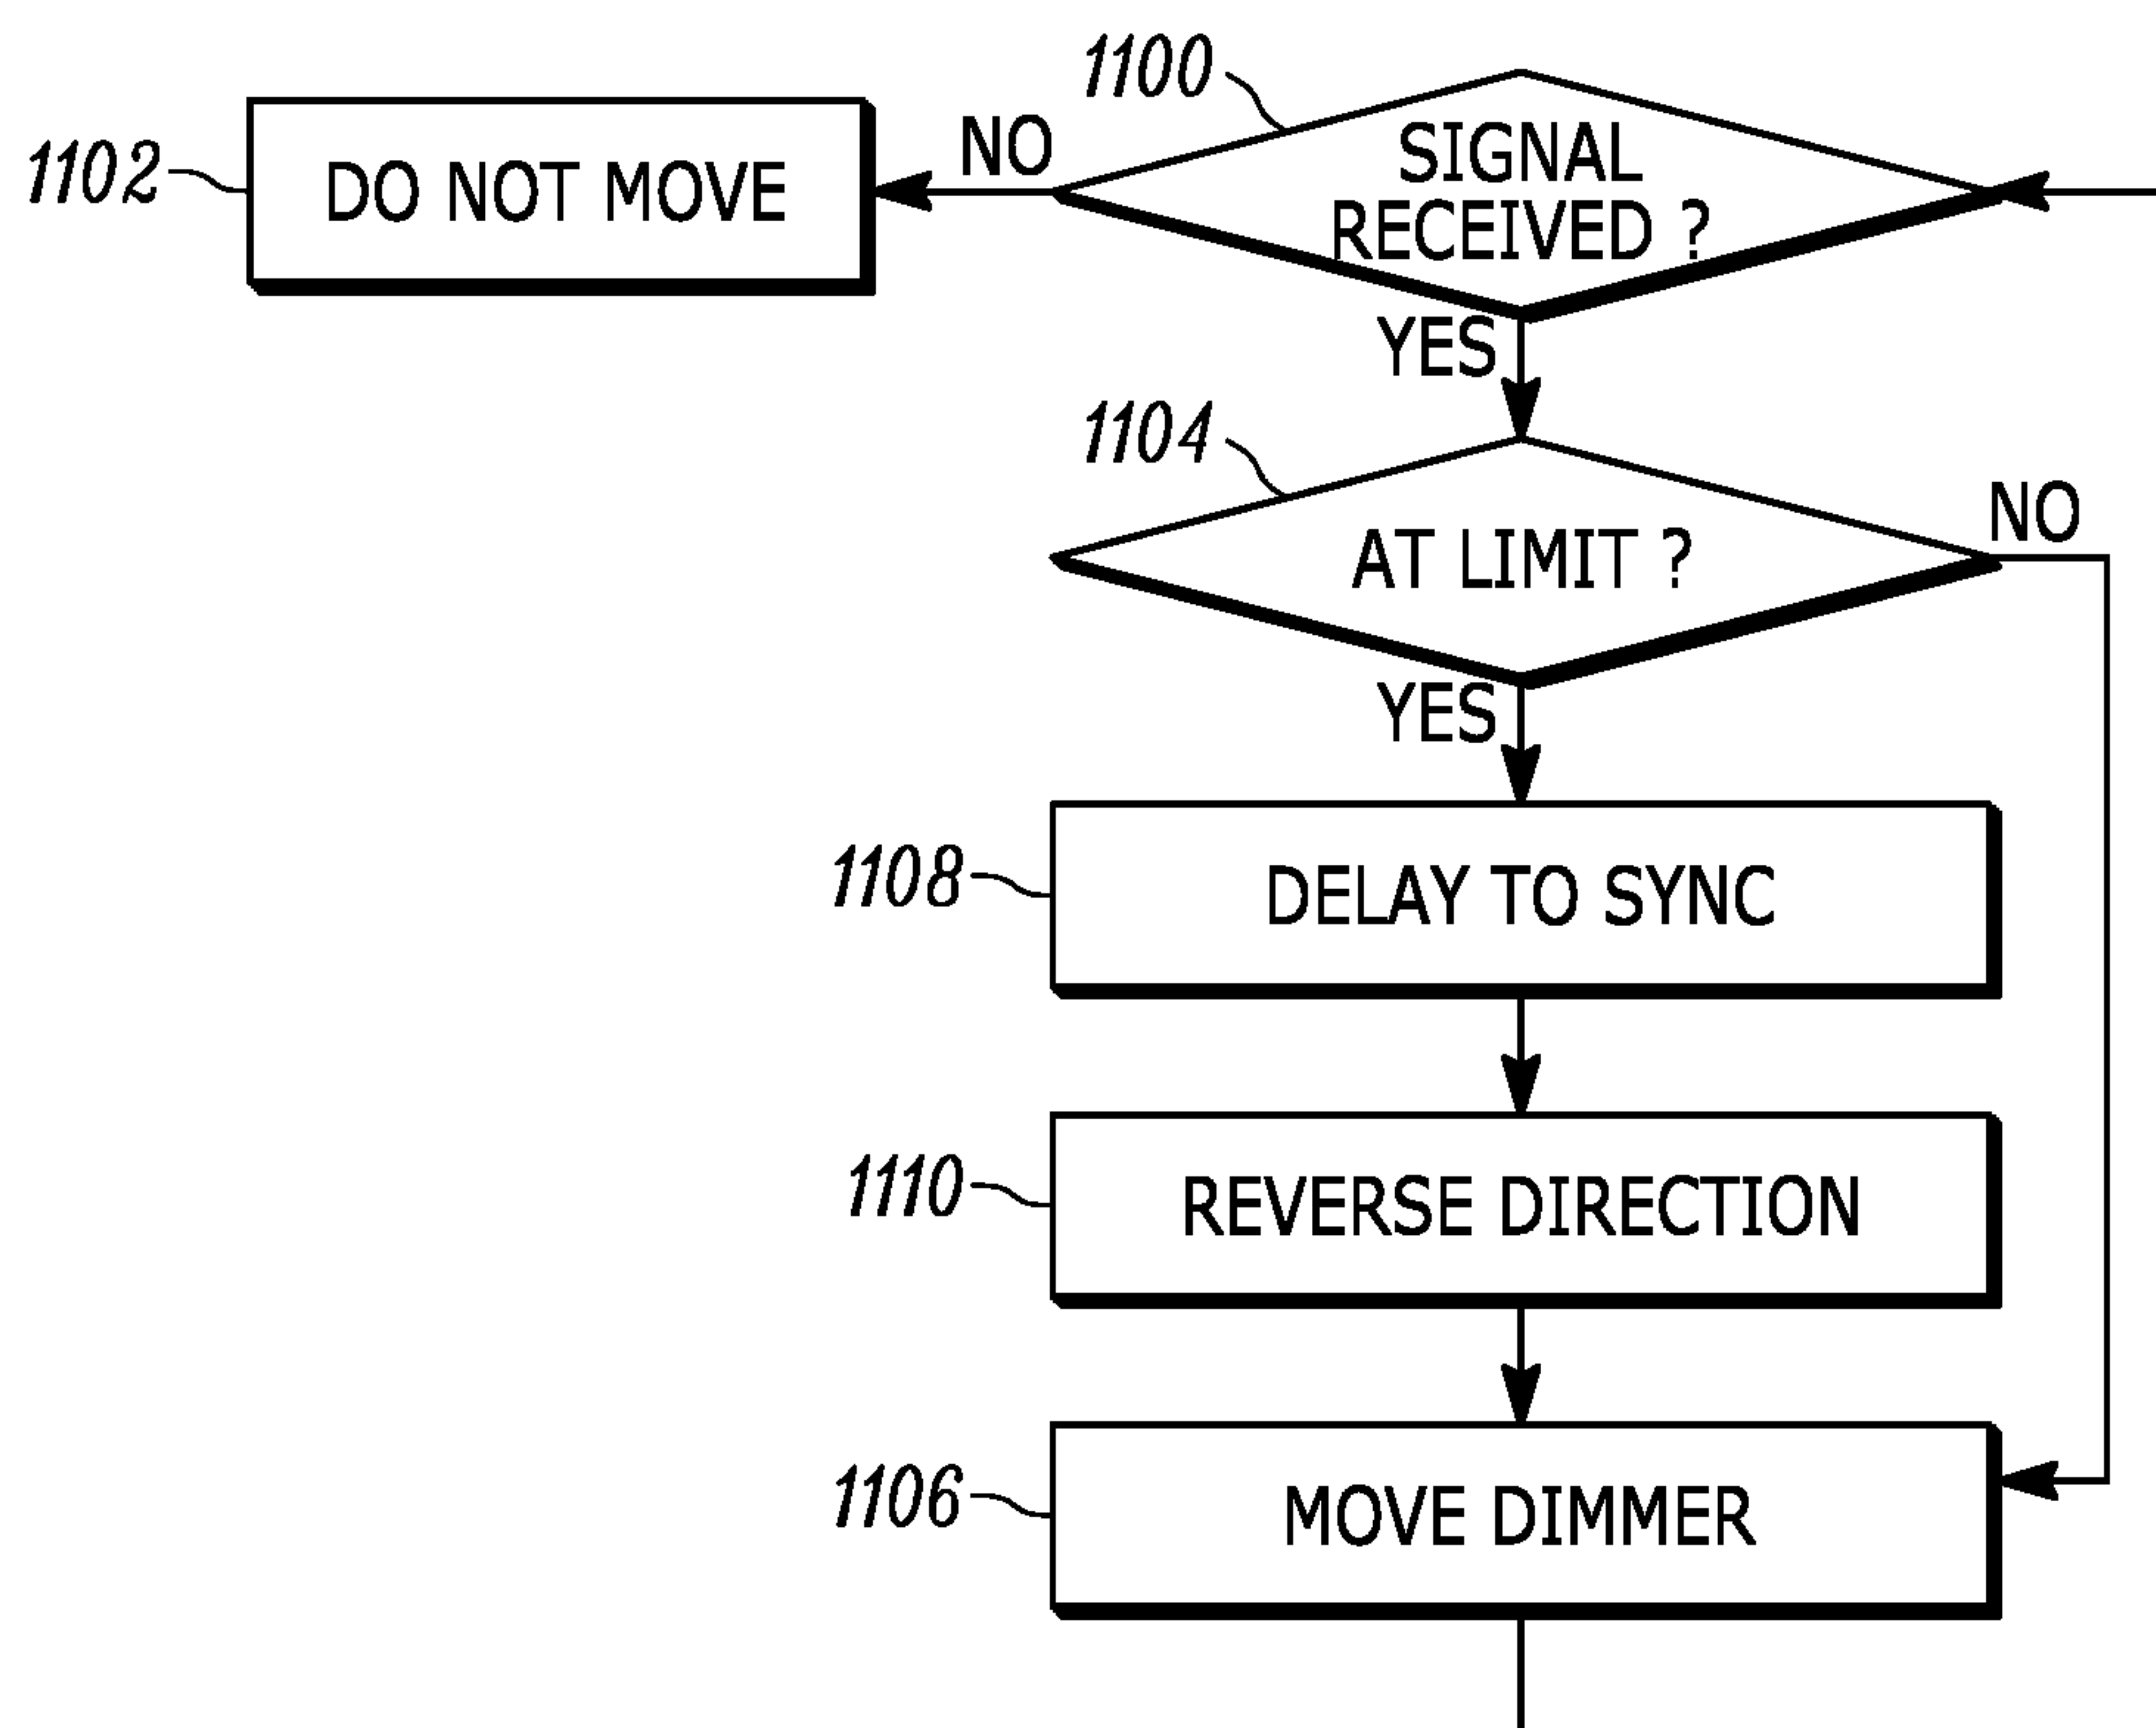 1100
SIGNAL
RECEIVED ?
NO
1102
DO NOT MOVE
YES
1104
AT LIMIT ?
NO
YES
1108
DELAY TO SYNC
1110
REVERSE DIRECTION
1106
MOVE DIMMER